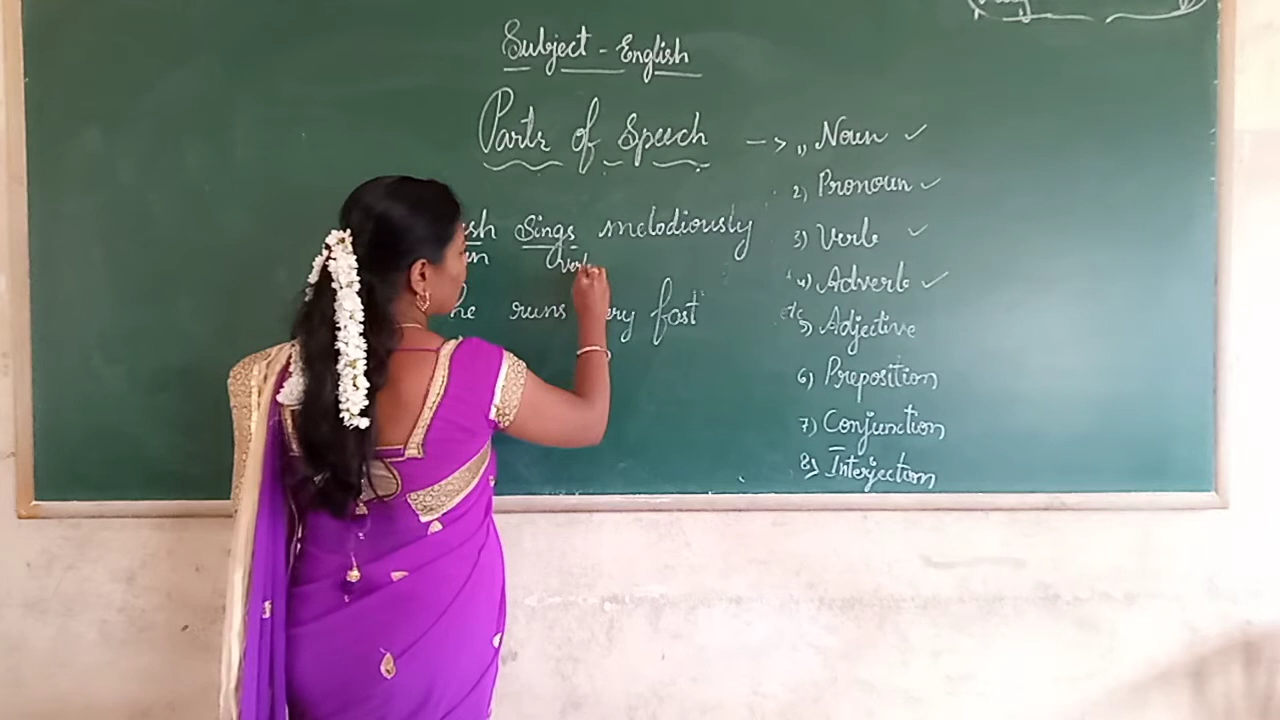 Subject - English
Parts of Speech -> 1) Noun ✓
2) Pronoun ✓
sings melodiously
3) Verb ✓
verb
4) Adverb ✓
he runs very fast
etc
5) Adjective
6) Preposition
7) Conjunction
8) Interjection